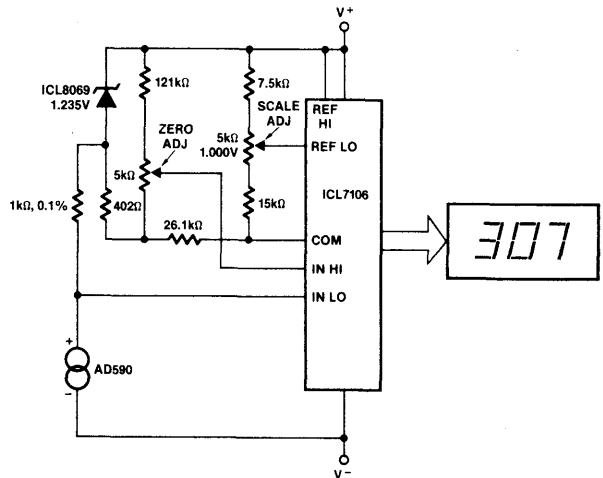 V+
ICL8069
1.235V
121kΩ
7.5kΩ
SCALE
ADJ
REF
HI
ZERO
ADJ
5kΩ
1.000V
REF LO
5kΩ
ICL7106
1kΩ, 0.1%
402Ω
15kΩ
26.1kΩ
COM
307
IN HI
IN LO
+
AD590
−
V−